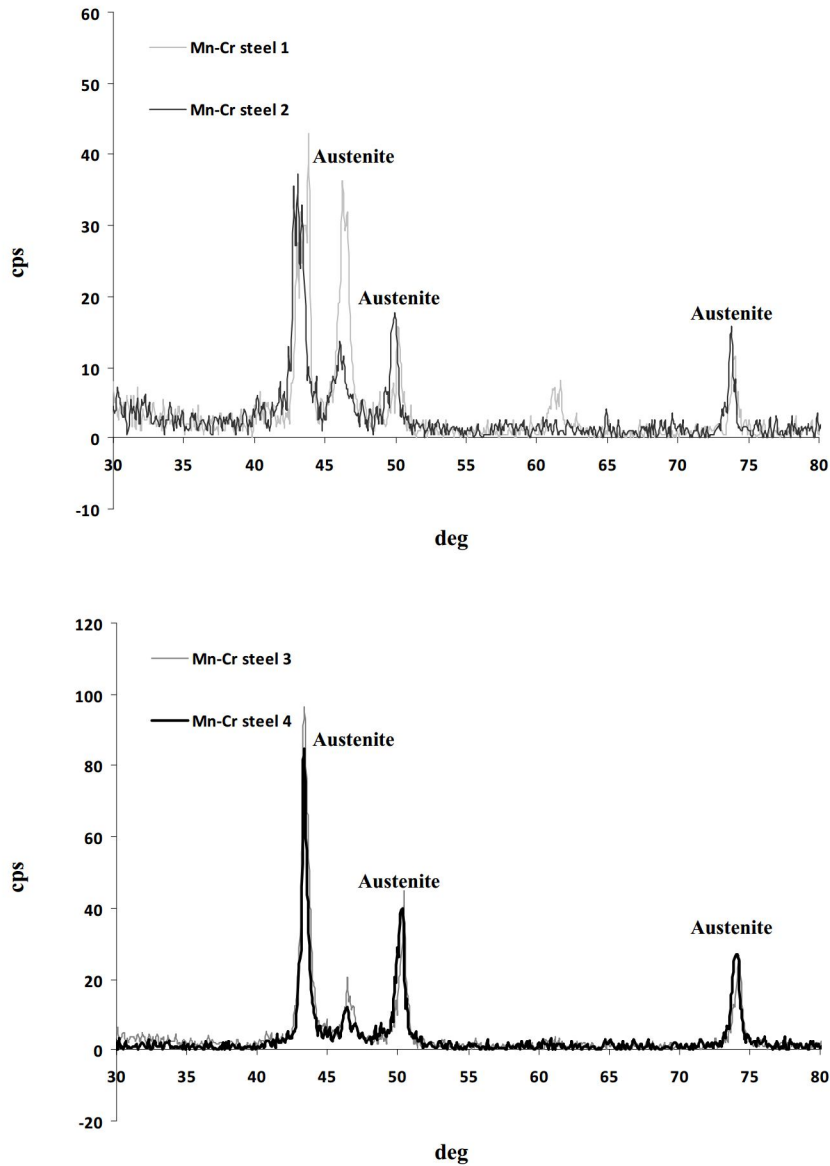 60
Mn-Cr steel 1
50
Mn-Cr steel 2
40
Austenite
30
cps
20
Austenite
Austenite
10
0
30 35 40 45 50 55 60 65 70 75 80
-10
deg
120
Mn-Cr steel 3
100
Mn-Cr steel 4
Austenite
80
60
cps
Austenite
40
Austenite
20
0
30 35 40 45 50 55 60 65 70 75 80
-20
deg